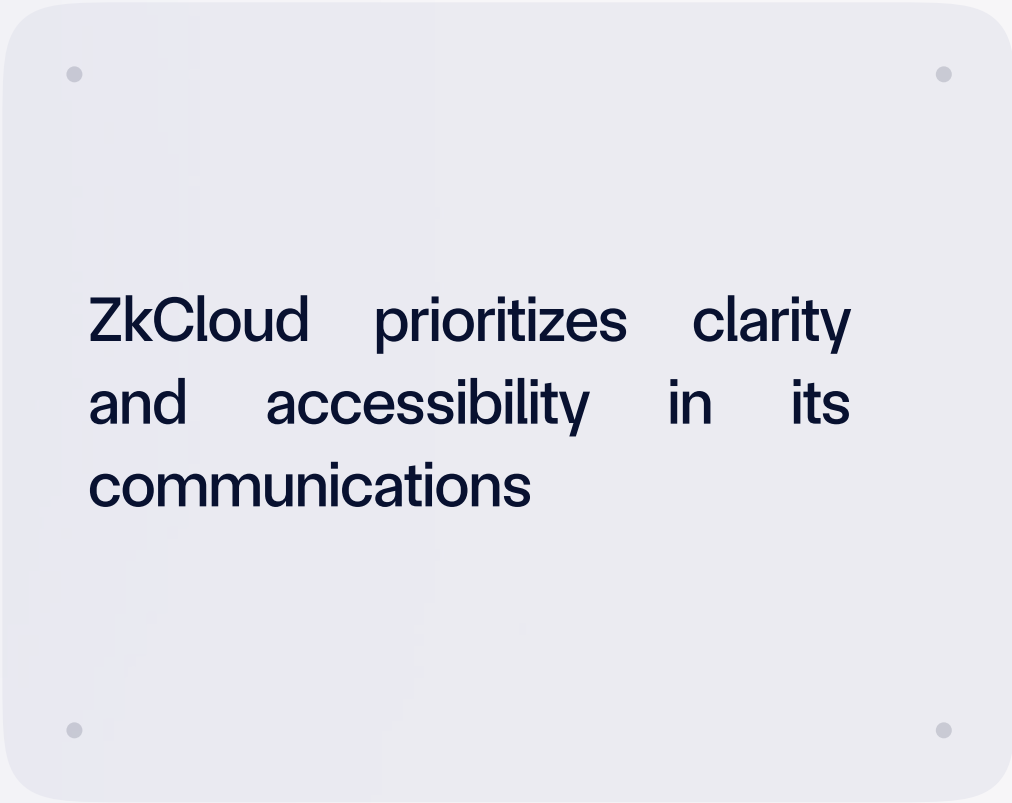 ZkCloud prioritizes clarity
and accessibility in its
communications